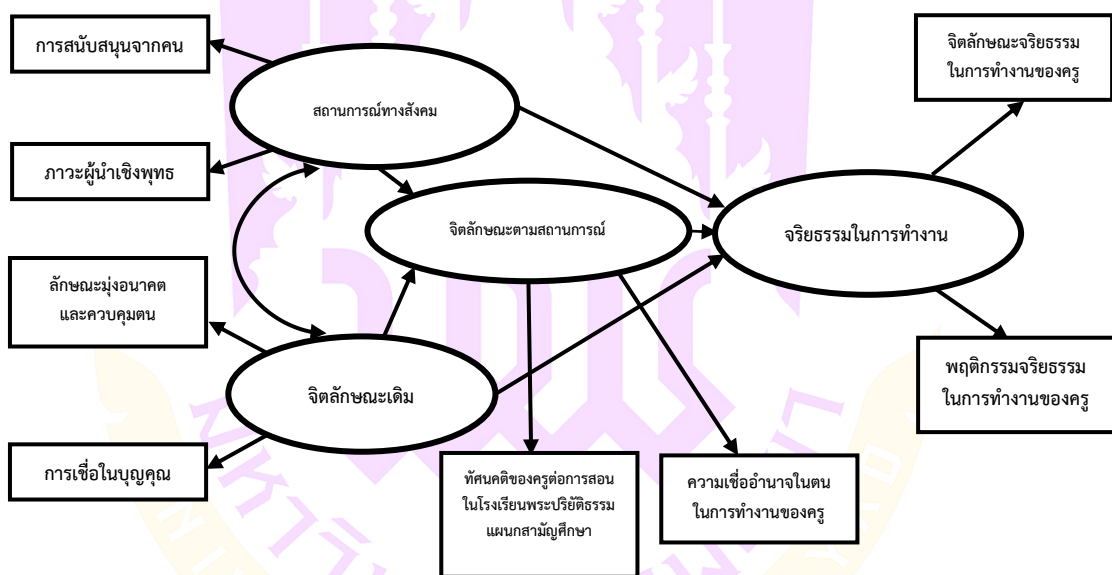 การสนับสนุนจากคน
สถานการณ์ทางสังคม
จิตลักษณะจริยธรรม
ในการทำงานของครู
ภาวะผู้นำเชิงพุทธ
จิตลักษณะตามสถานการณ์
จริยธรรมในการทำงาน
ลักษณะมุ่งอนาคต
และควบคุมตน
จิตลักษณะเดิม
พฤติกรรมจริยธรรม
ในการทำงานของครู
การเชื่อในบุญคุณ
ทัศนคติของครูต่อการสอน
ในโรงเรียนพระปริยัติธรรม
แผนกสามัญศึกษา
ความเชื่ออำนาจในตน
ในการทำงานของครู